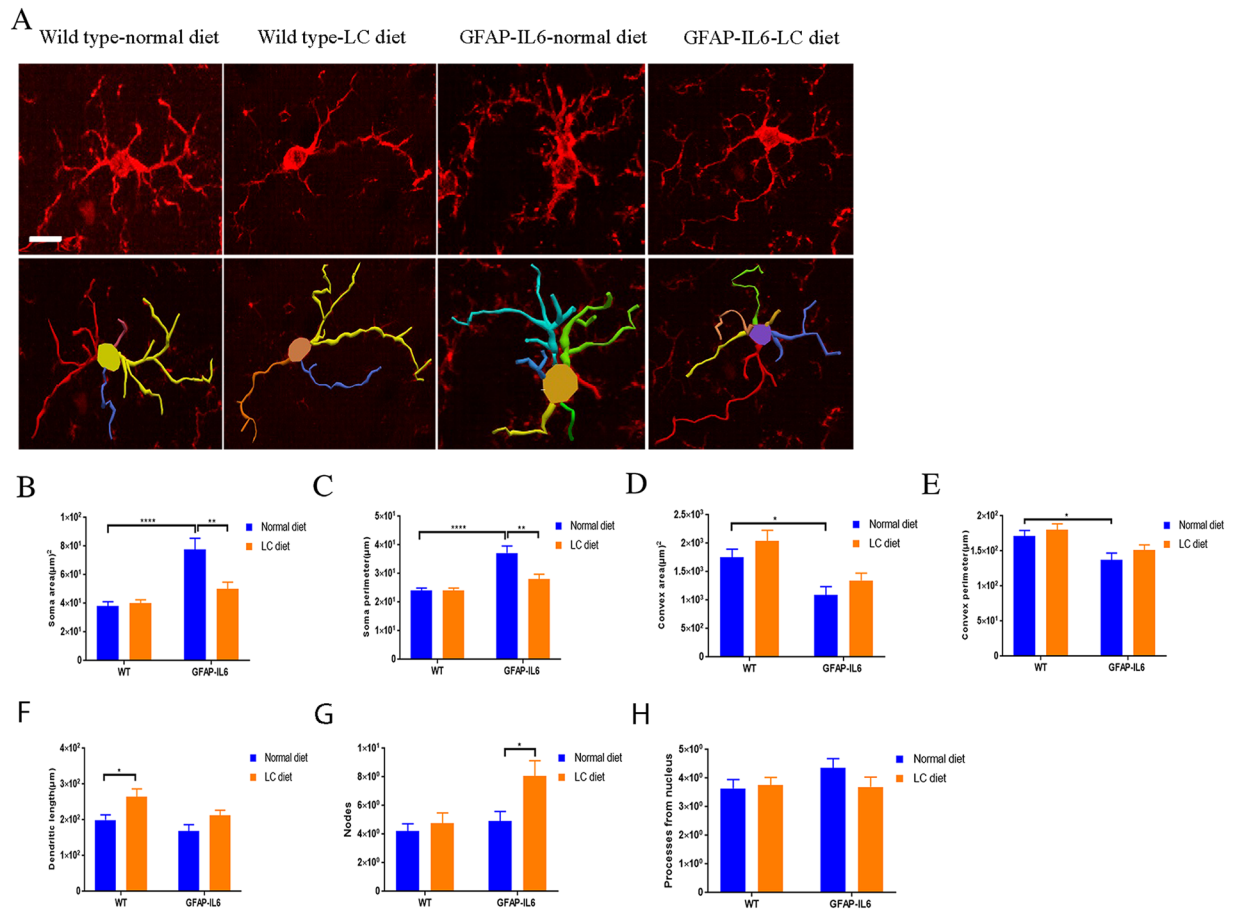 A
Wild type-normal diet
Wild type-LC diet
GFAP-IL6-normal diet
GFAP-IL6-LC diet
B
Soma area(μm)²
1×10²
8×10¹
6×10¹
4×10¹
2×10¹
0
****
**
WT
GFAP-IL6
Normal diet
LC diet
C
Soma perimeter(μm)
5×10¹
4×10¹
3×10¹
2×10¹
1×10¹
0
****
**
WT
GFAP-IL6
Normal diet
LC diet
D
Convex area(μm)²
2.5×10³
2×10³
1.5×10³
1×10³
5×10²
0
*
WT
GFAP-IL6
Normal diet
LC diet
E
Convex perimeter(μm)
2×10²
1.5×10²
1×10²
5×10¹
0
*
WT
GFAP-IL6
Normal diet
LC diet
F
Dendritic length(μm)
4×10²
3×10²
2×10²
1×10²
0
*
WT
GFAP-IL6
Normal diet
LC diet
G
Nodes
1×10¹
8×10⁰
6×10⁰
4×10⁰
2×10⁰
0
*
WT
GFAP-IL6
Normal diet
LC diet
H
Processes from nucleus
5×10⁰
4×10⁰
3×10⁰
2×10⁰
1×10⁰
0
WT
GFAP-IL6
Normal diet
LC diet